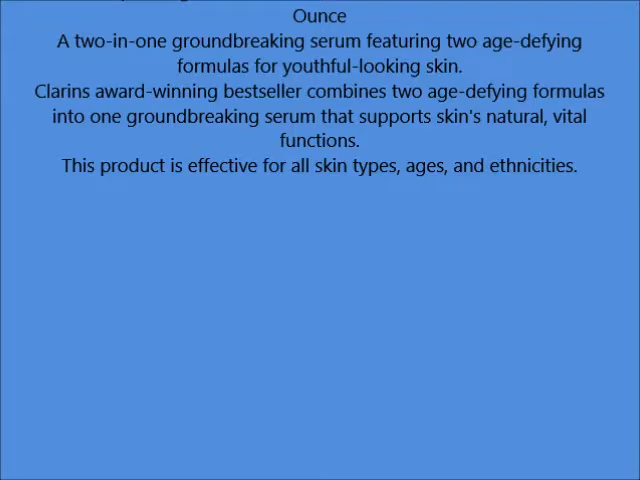 Ounce
A two-in-one groundbreaking serum featuring two age-defying
formulas for youthful-looking skin.
Clarins award-winning bestseller combines two age-defying formulas
into one groundbreaking serum that supports skin's natural, vital
functions.
This product is effective for all skin types, ages, and ethnicities.